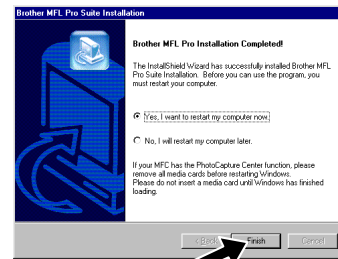 Brother MFL Pro Suite Installation
Brother MFL Pro Installation Completed!
The InstallShield Wizard has successfully installed Brother MFL
Pro Suite Installation. Before you can use the program, you
must restart your computer.
Yes, I want to restart my computer now.
No, I will restart my computer later.
If your MFC has the PhotoCapture Center function, please
remove all media cards before restarting Windows.
Please do not insert a media card until Windows has finished
loading.
< Back Finish Cancel